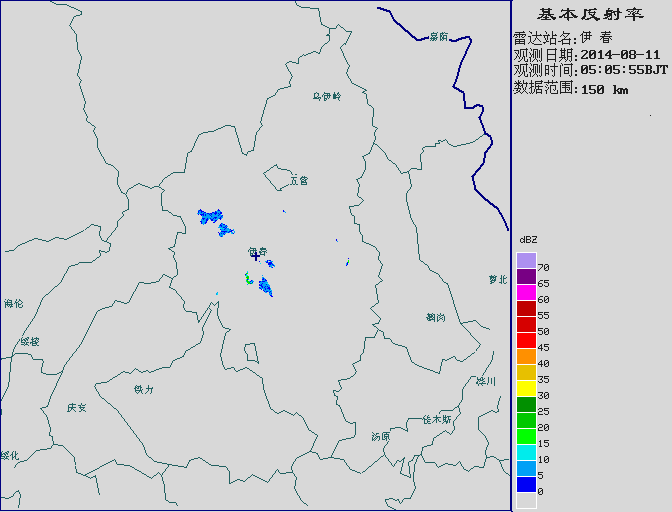 基本反射率
雷达站名:伊 春
观测日期:2014-08-11
观测时间:05:05:55BJT
数据范围:150 km
嘉荫
乌伊岭
五营
伊春
萝北
海伦
鹤岗
绥棱
铁力
庆安
桦川
佳木斯
汤原
绥化
dBZ
70
65
60
55
50
45
40
35
30
25
20
15
10
5
0